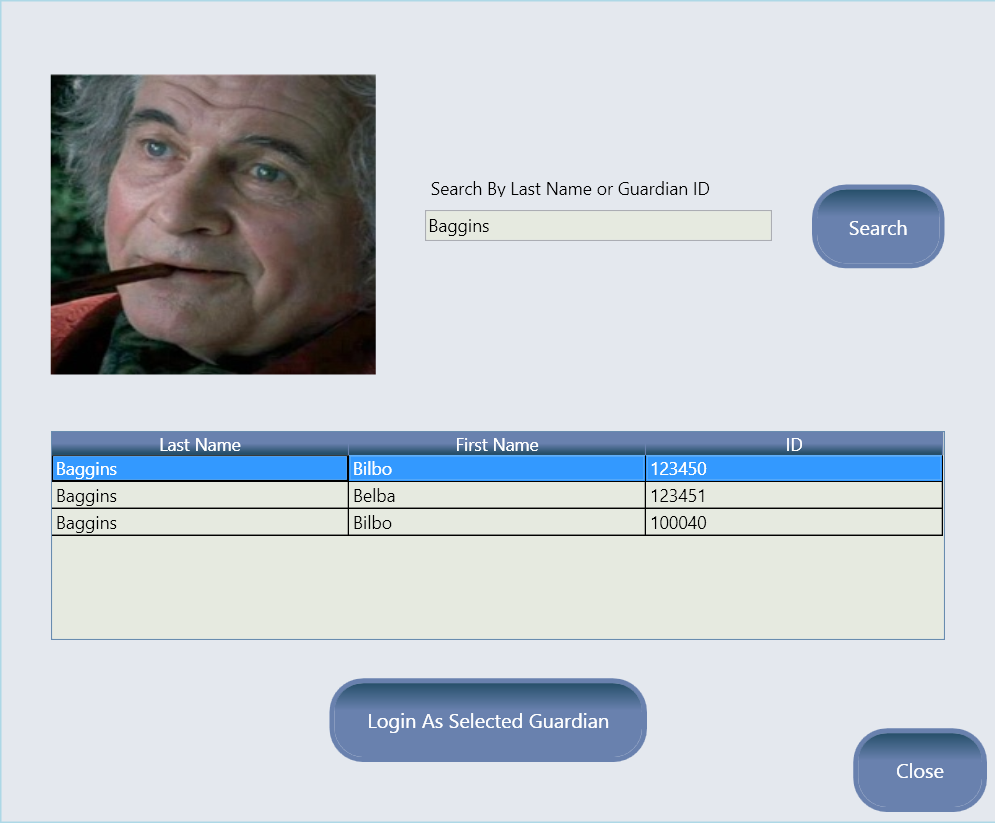 Search By Last Name or Guardian ID
Baggins
Search
Last Name First Name ID
Baggins Bilbo 123450
Baggins Belba 123451
Baggins Bilbo 100040
Login As Selected Guardian
Close